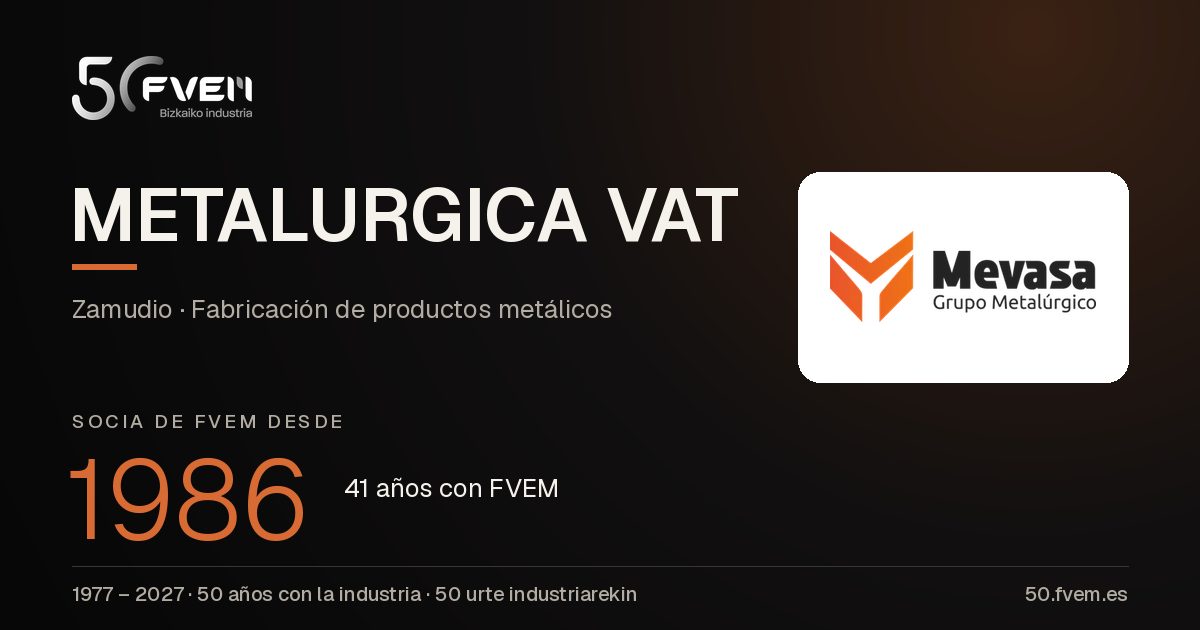 50 FVEM
Bizkaiko industria
METALURGICA VAT
Zamudio · Fabricación de productos metálicos
Mevasa
Grupo Metalúrgico
SOCIA DE FVEM DESDE
1986
41 años con FVEM
1977 – 2027 · 50 años con la industria · 50 urte industriarekin
50.fvem.es